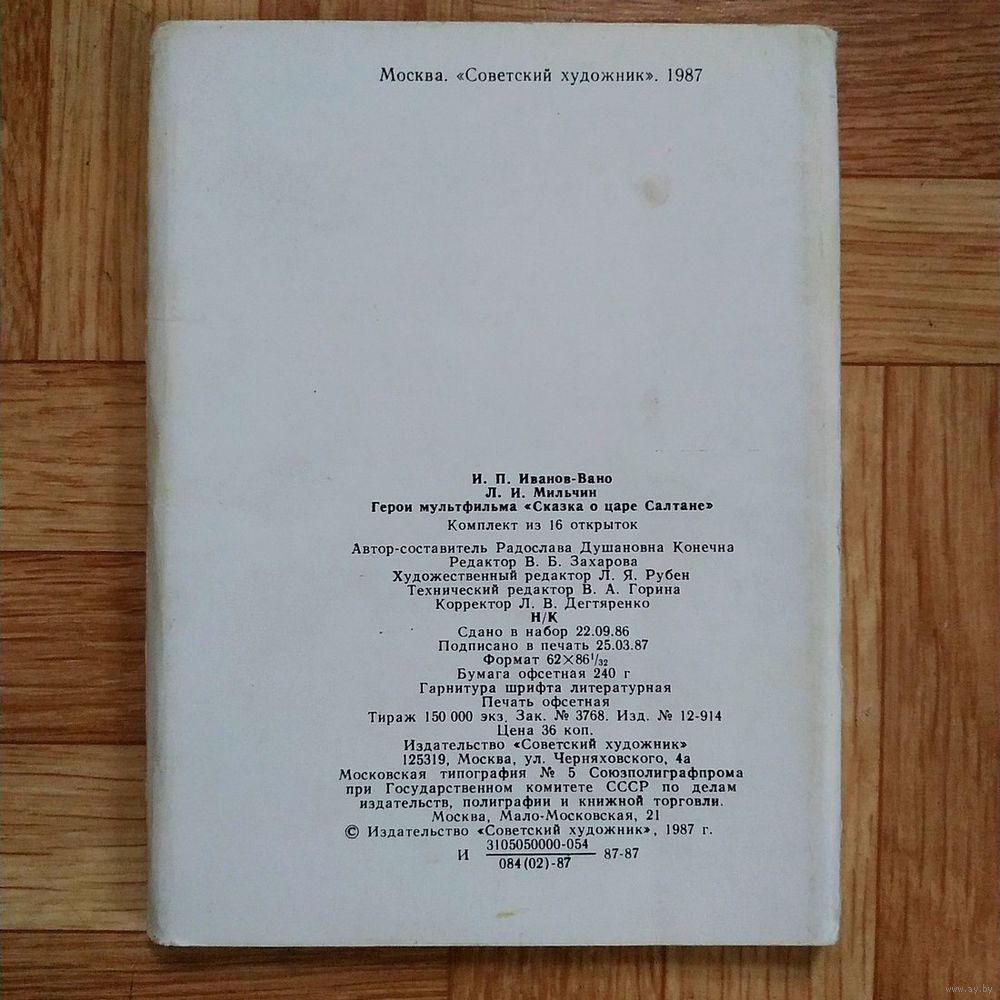 Москва. «Советский художник». 1987
И. П. Иванов-Вано
Л. И. Мильчин
Герои мультфильма «Сказка о царе Салтане»
Комплект из 16 открыток
Автор-составитель Радослава Душановна Конечна
Редактор В. Б. Захарова
Художественный редактор Л. Я. Рубен
Технический редактор В. А. Горина
Корректор Л. В. Дегтяренко
Н/К
Сдано в набор 22.09.86
Подписано в печать 25.03.87
Формат 62×86¹/₃₂
Бумага офсетная 240 г
Гарнитура шрифта литературная
Печать офсетная
Тираж 150 000 экз. Зак. № 3768. Изд. № 12-914
Цена 36 коп.
Издательство «Советский художник»
125319, Москва, ул. Черняховского, 4а
Московская типография № 5 Союзполиграфпрома
при Государственном комитете СССР по делам
издательств, полиграфии и книжной торговли.
Москва, Мало-Московская, 21
© Издательство «Советский художник», 1987 г.
3105050000-054
И 87-87
084(02)-87
www.ay.by